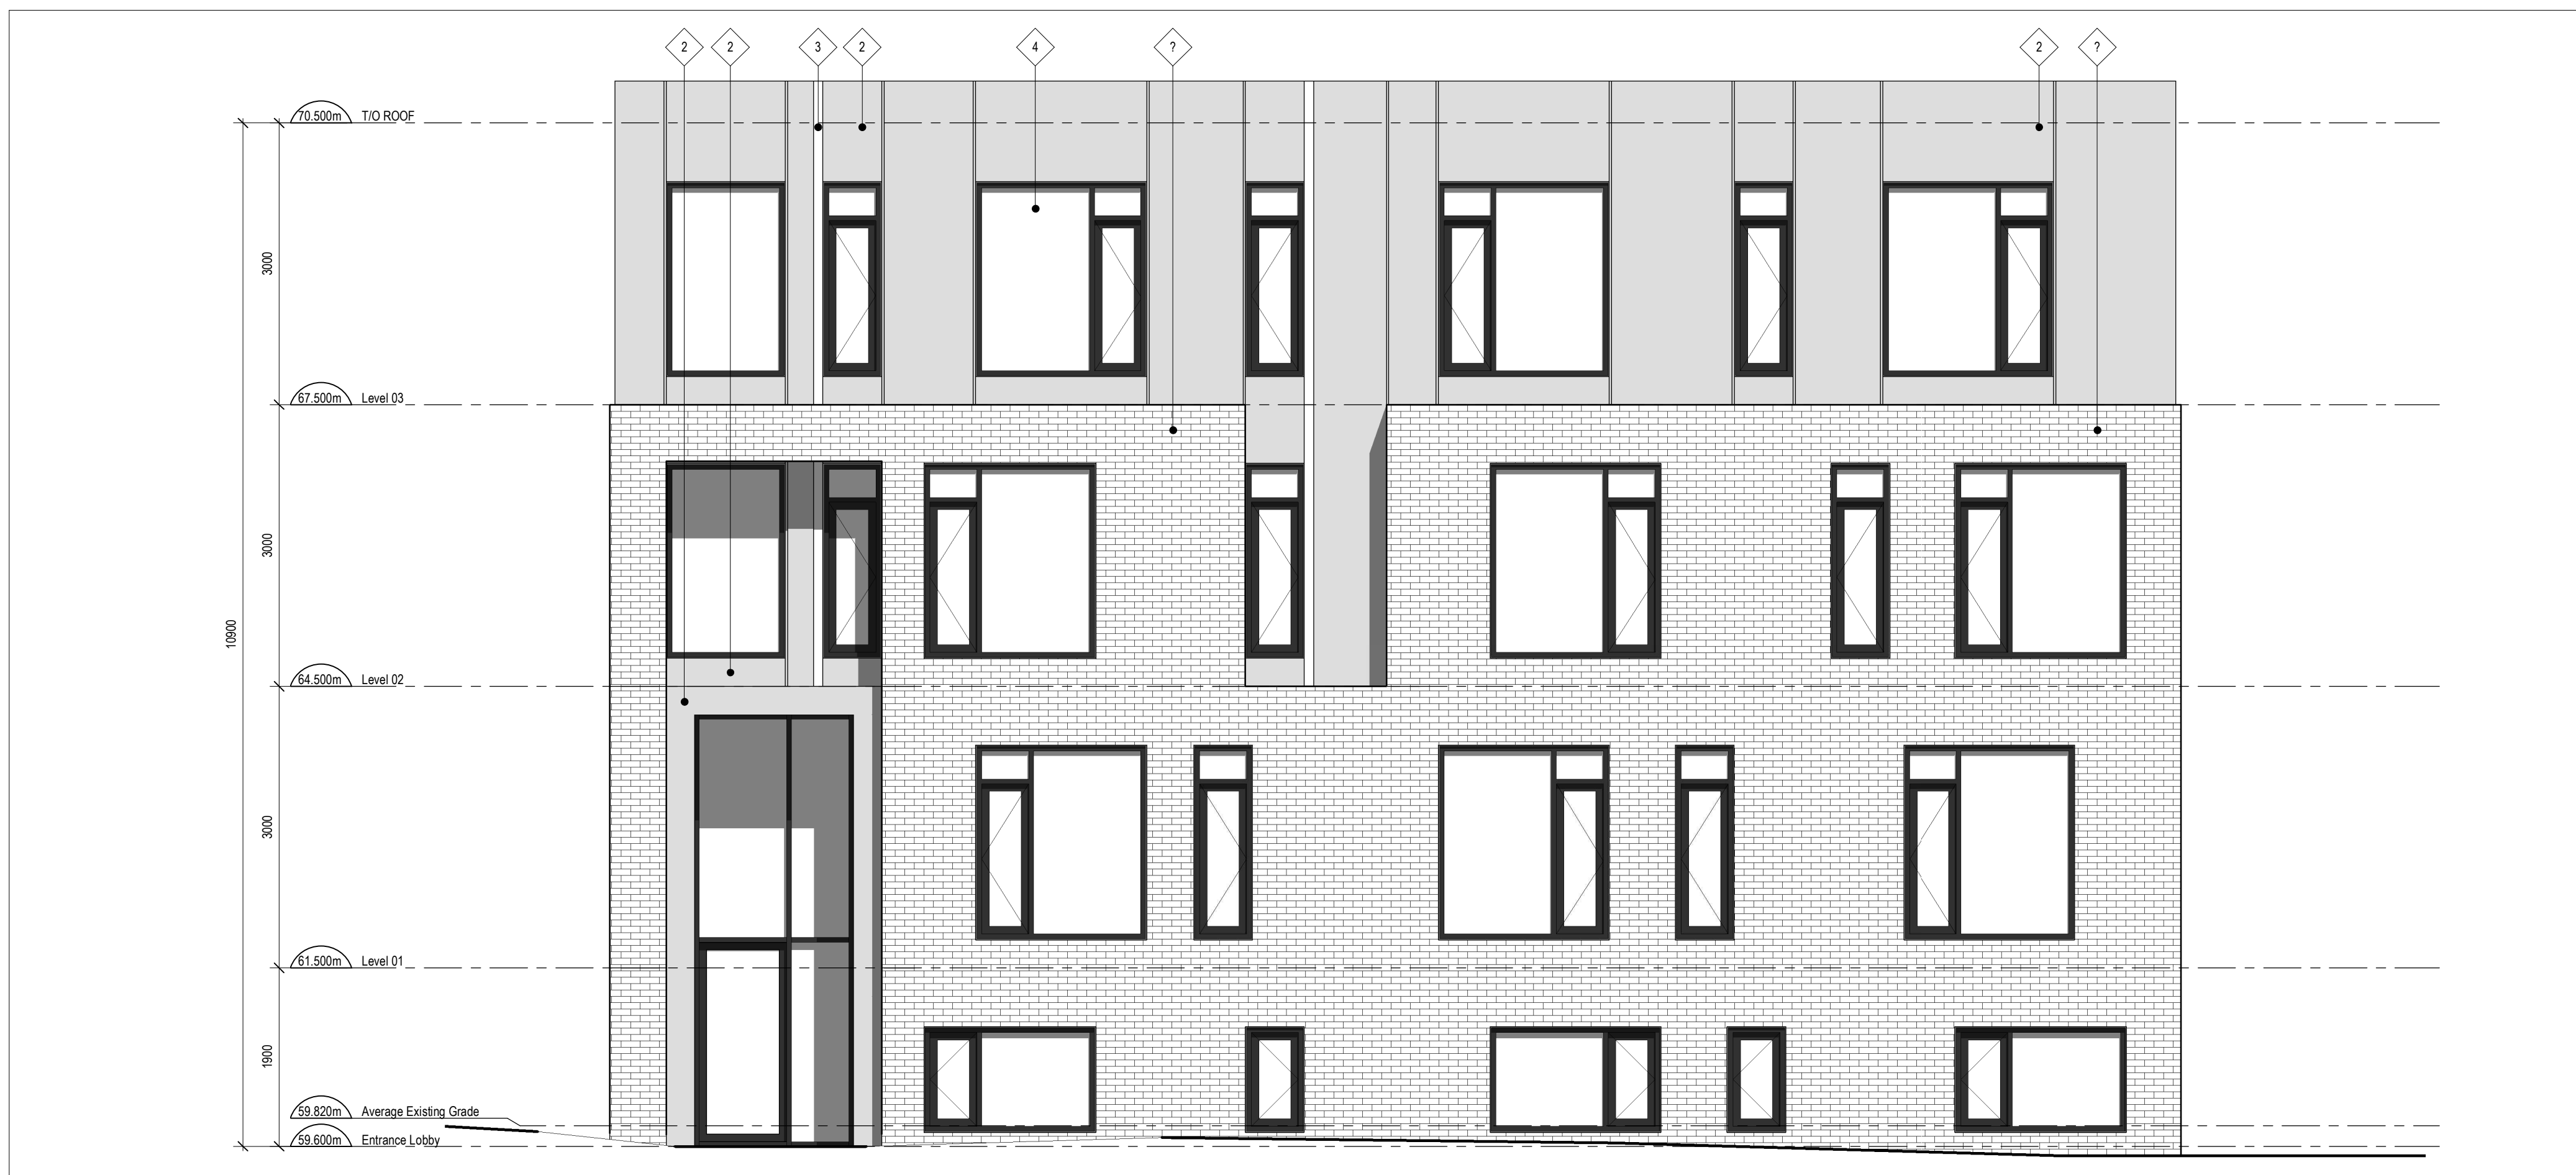 2 2 3 2 4 ? 2 ?
70.500m T/O ROOF
3000
67.500m Level 03
3000
10900
64.500m Level 02
3000
61.500m Level 01
1900
59.820m Average Existing Grade
59.600m Entrance Lobby